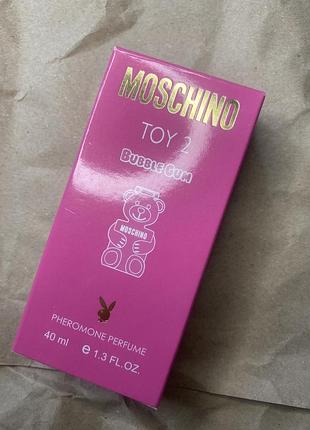 MOSCHINO
TOY 2
BUBBLE GUM
MOSCHINO
PHEROMONE PERFUME
40 ml e 1.3 FL.OZ.